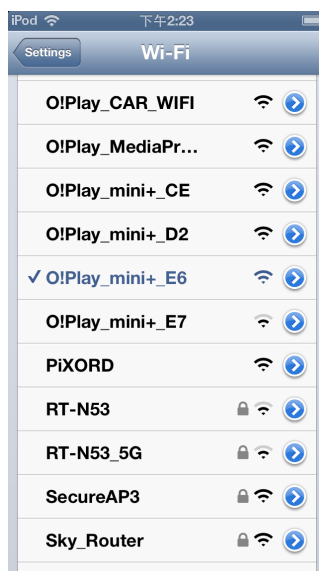 iPod 下午2:23
Settings Wi-Fi
O!Play_CAR_WIFI
O!Play_MediaPr...
O!Play_mini+_CE
O!Play_mini+_D2
O!Play_mini+_E6
O!Play_mini+_E7
PiXORD
RT-N53
RT-N53_5G
SecureAP3
Sky_Router